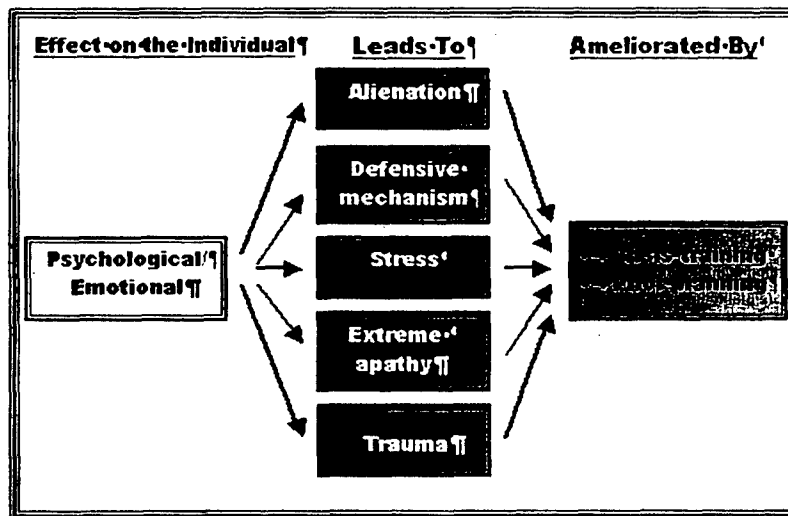 Effect·on·the·Individual¶
Leads·To¶
Ameliorated·By
Alienation¶
Defensive·
mechanism¶
Stress
Extreme·
apathy¶
Trauma¶
Psychological/¶
Emotional¶